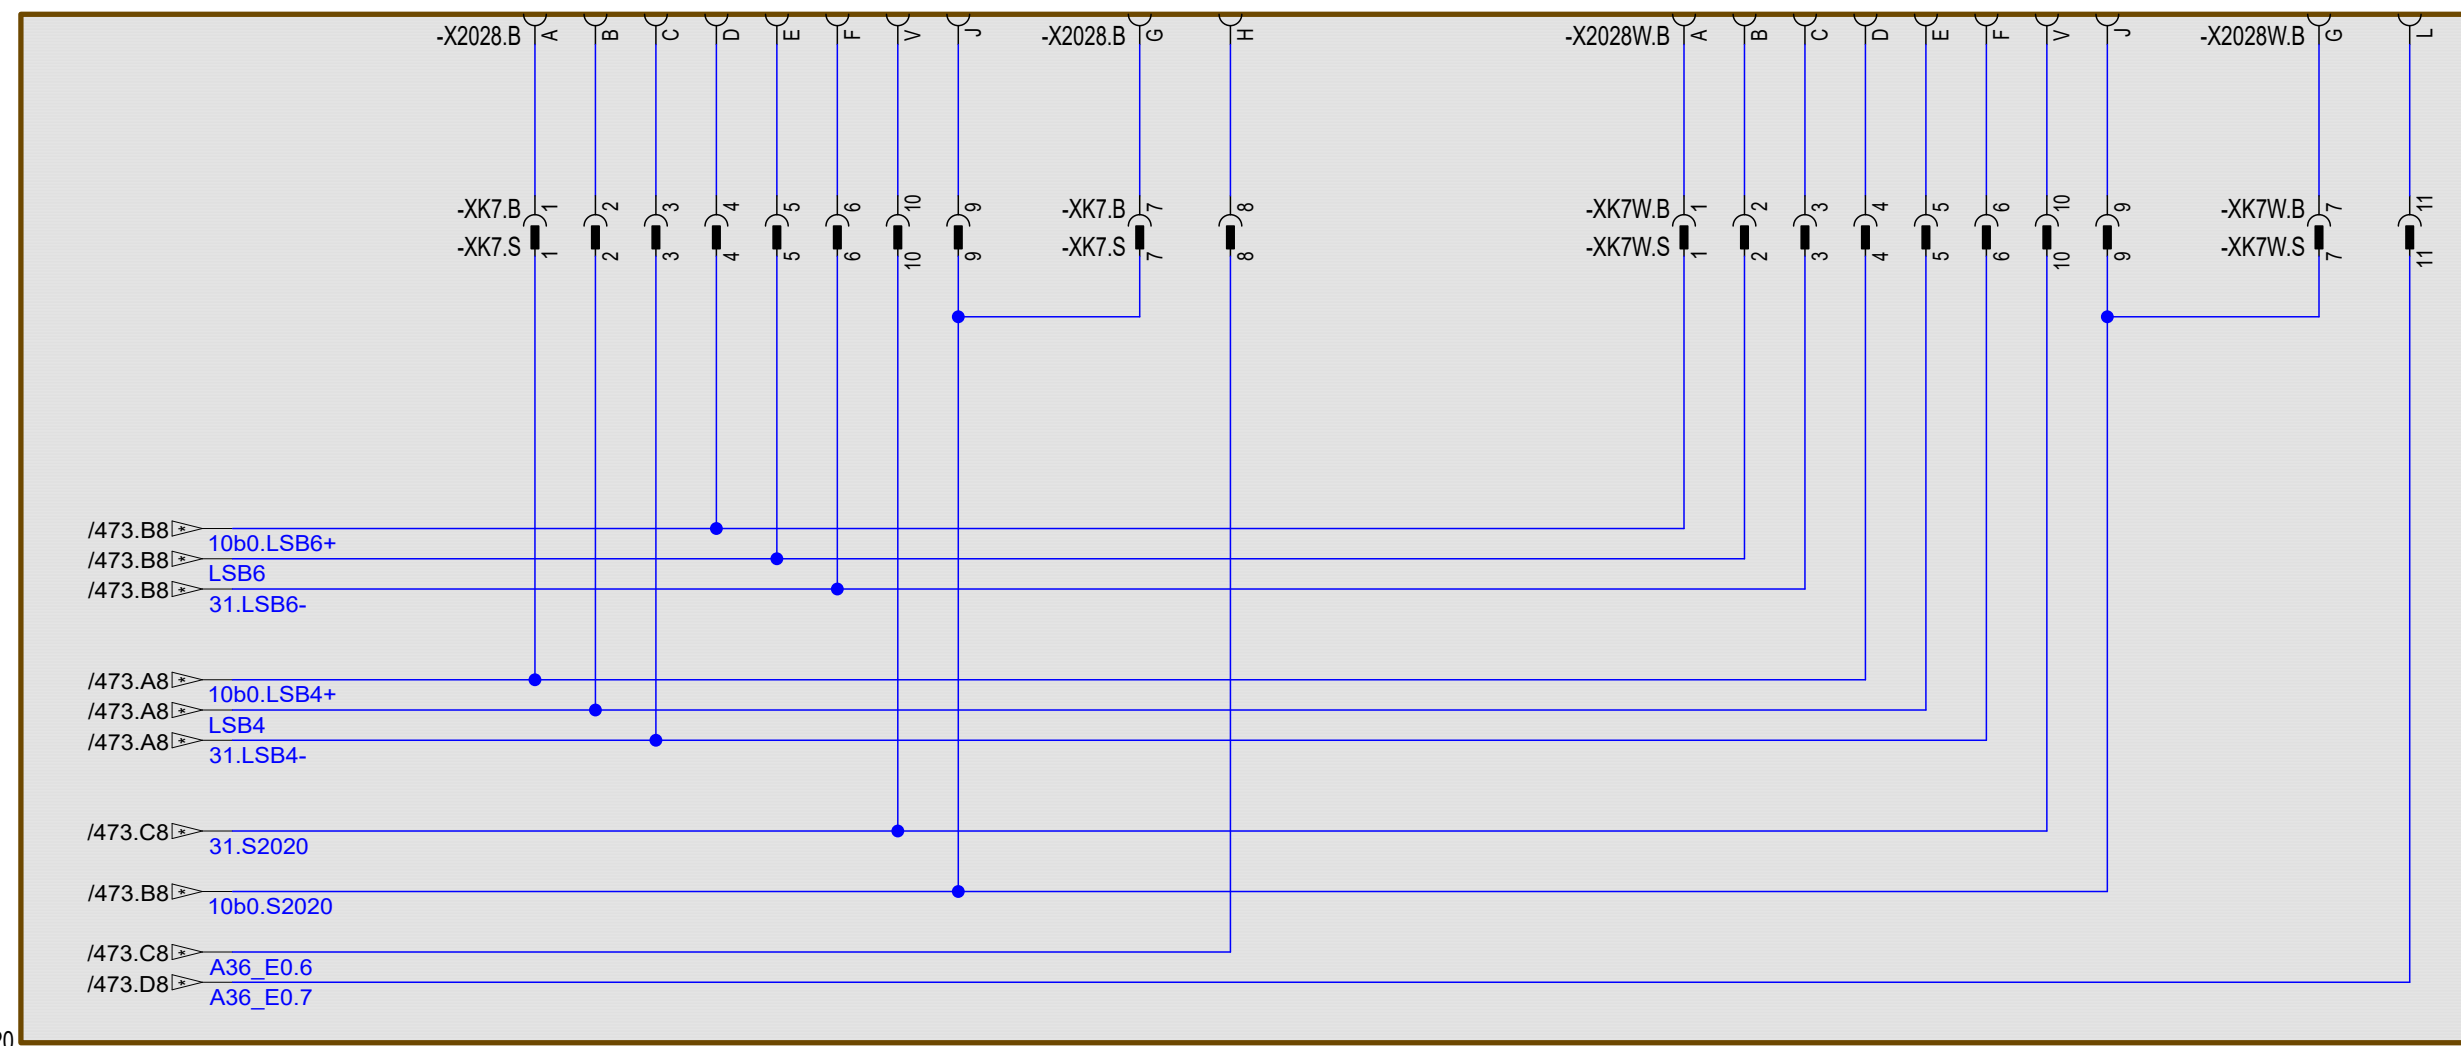 -X2028.B A B C D E F V J -X2028.B G H -X2028W.B A B C D E F V J -X2028W.B G L
-XK7.B 1 2 3 4 5 6 10 9 -XK7.B 7 8 -XK7W.B 1 2 3 4 5 6 10 9 -XK7W.B 7 11
-XK7.S 1 2 3 4 5 6 10 9 -XK7.S 7 8 -XK7W.S 1 2 3 4 5 6 10 9 -XK7W.S 7 11
/473.B8 *
10b0.LSB6+
/473.B8 *
LSB6
/473.B8 *
31.LSB6-
/473.A8 *
10b0.LSB4+
/473.A8 *
LSB4
/473.A8 *
31.LSB4-
/473.C8 *
31.S2020
/473.B8 *
10b0.S2020
/473.C8 *
A36_E0.6
/473.D8 *
A36_E0.7